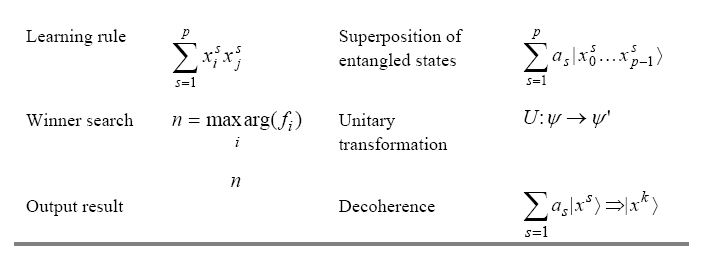 Learning rule ∑_{s=1}^{p} x_i^s x_j^s Superposition of entangled states ∑_{s=1}^{p} a_s|x_0^s…x_{p−1}^s⟩
Winner search n = max arg(f_i) Unitary transformation U: ψ → ψ'
i
n
Output result Decoherence ∑_{s=1} a_s|x^s⟩⇒|x^k⟩